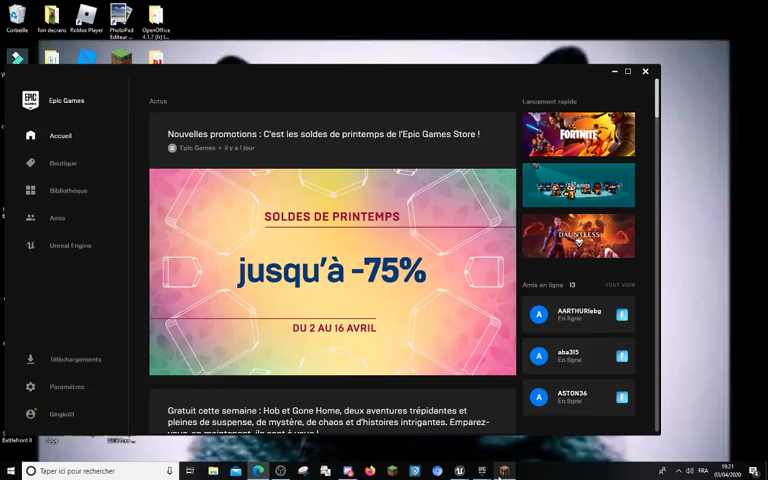 Corbeille
fon decrans
Roblox Player
PhotoPad
Editeur ...
OpenOffice
4.1.7 (fr) I...
EPIC
GAMES
Epic Games
Accueil
Boutique
Bibliothèque
Amis
Unreal Engine
Téléchargements
Paramètres
Gingkol3
Actus
Nouvelles promotions : C'est les soldes de printemps de l'Epic Games Store !
Epic Games • il y a 1 jour
SOLDES DE PRINTEMPS
jusqu'à -75%
DU 2 AU 16 AVRIL
Gratuit cette semaine : Hob et Gone Home, deux aventures trépidantes et
pleines de suspense, de mystère, de chaos et d'histoires intrigantes. Emparez-
Lancement rapide
FORTNITE
DAUNTLESS
Amis en ligne 13
TOUT VOIR
A
AARTHURlebg
En ligne
A
aba315
En ligne
A
ASTON36
En ligne
Battlefront II
Taper ici pour rechercher
FRA
19:21
03/04/2020